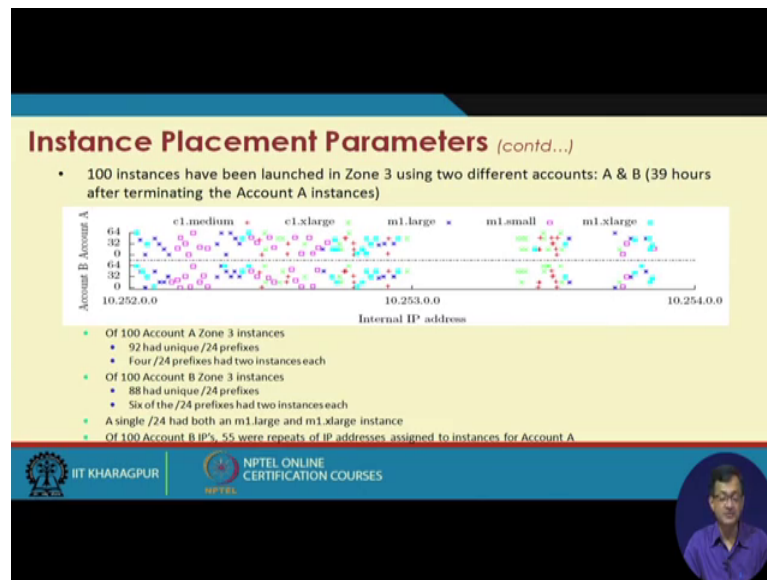 Instance Placement Parameters (contd...)
• 100 instances have been launched in Zone 3 using two different accounts: A & B (39 hours
after terminating the Account A instances)
c1.medium c1.xlarge m1.large m1.small m1.xlarge
Account B Account A
64
32
0
64
32
0
10.252.0.0 10.253.0.0 10.254.0.0
Internal IP address
• Of 100 Account A Zone 3 instances
• 92 had unique /24 prefixes
• Four /24 prefixes had two instances each
• Of 100 Account B Zone 3 instances
• 88 had unique /24 prefixes
• Six of the /24 prefixes had two instances each
• A single /24 had both an m1.large and m1.xlarge instance
• Of 100 Account B IP's, 55 were repeats of IP addresses assigned to instances for Account A
IIT KHARAGPUR
NPTEL
NPTEL ONLINE
CERTIFICATION COURSES